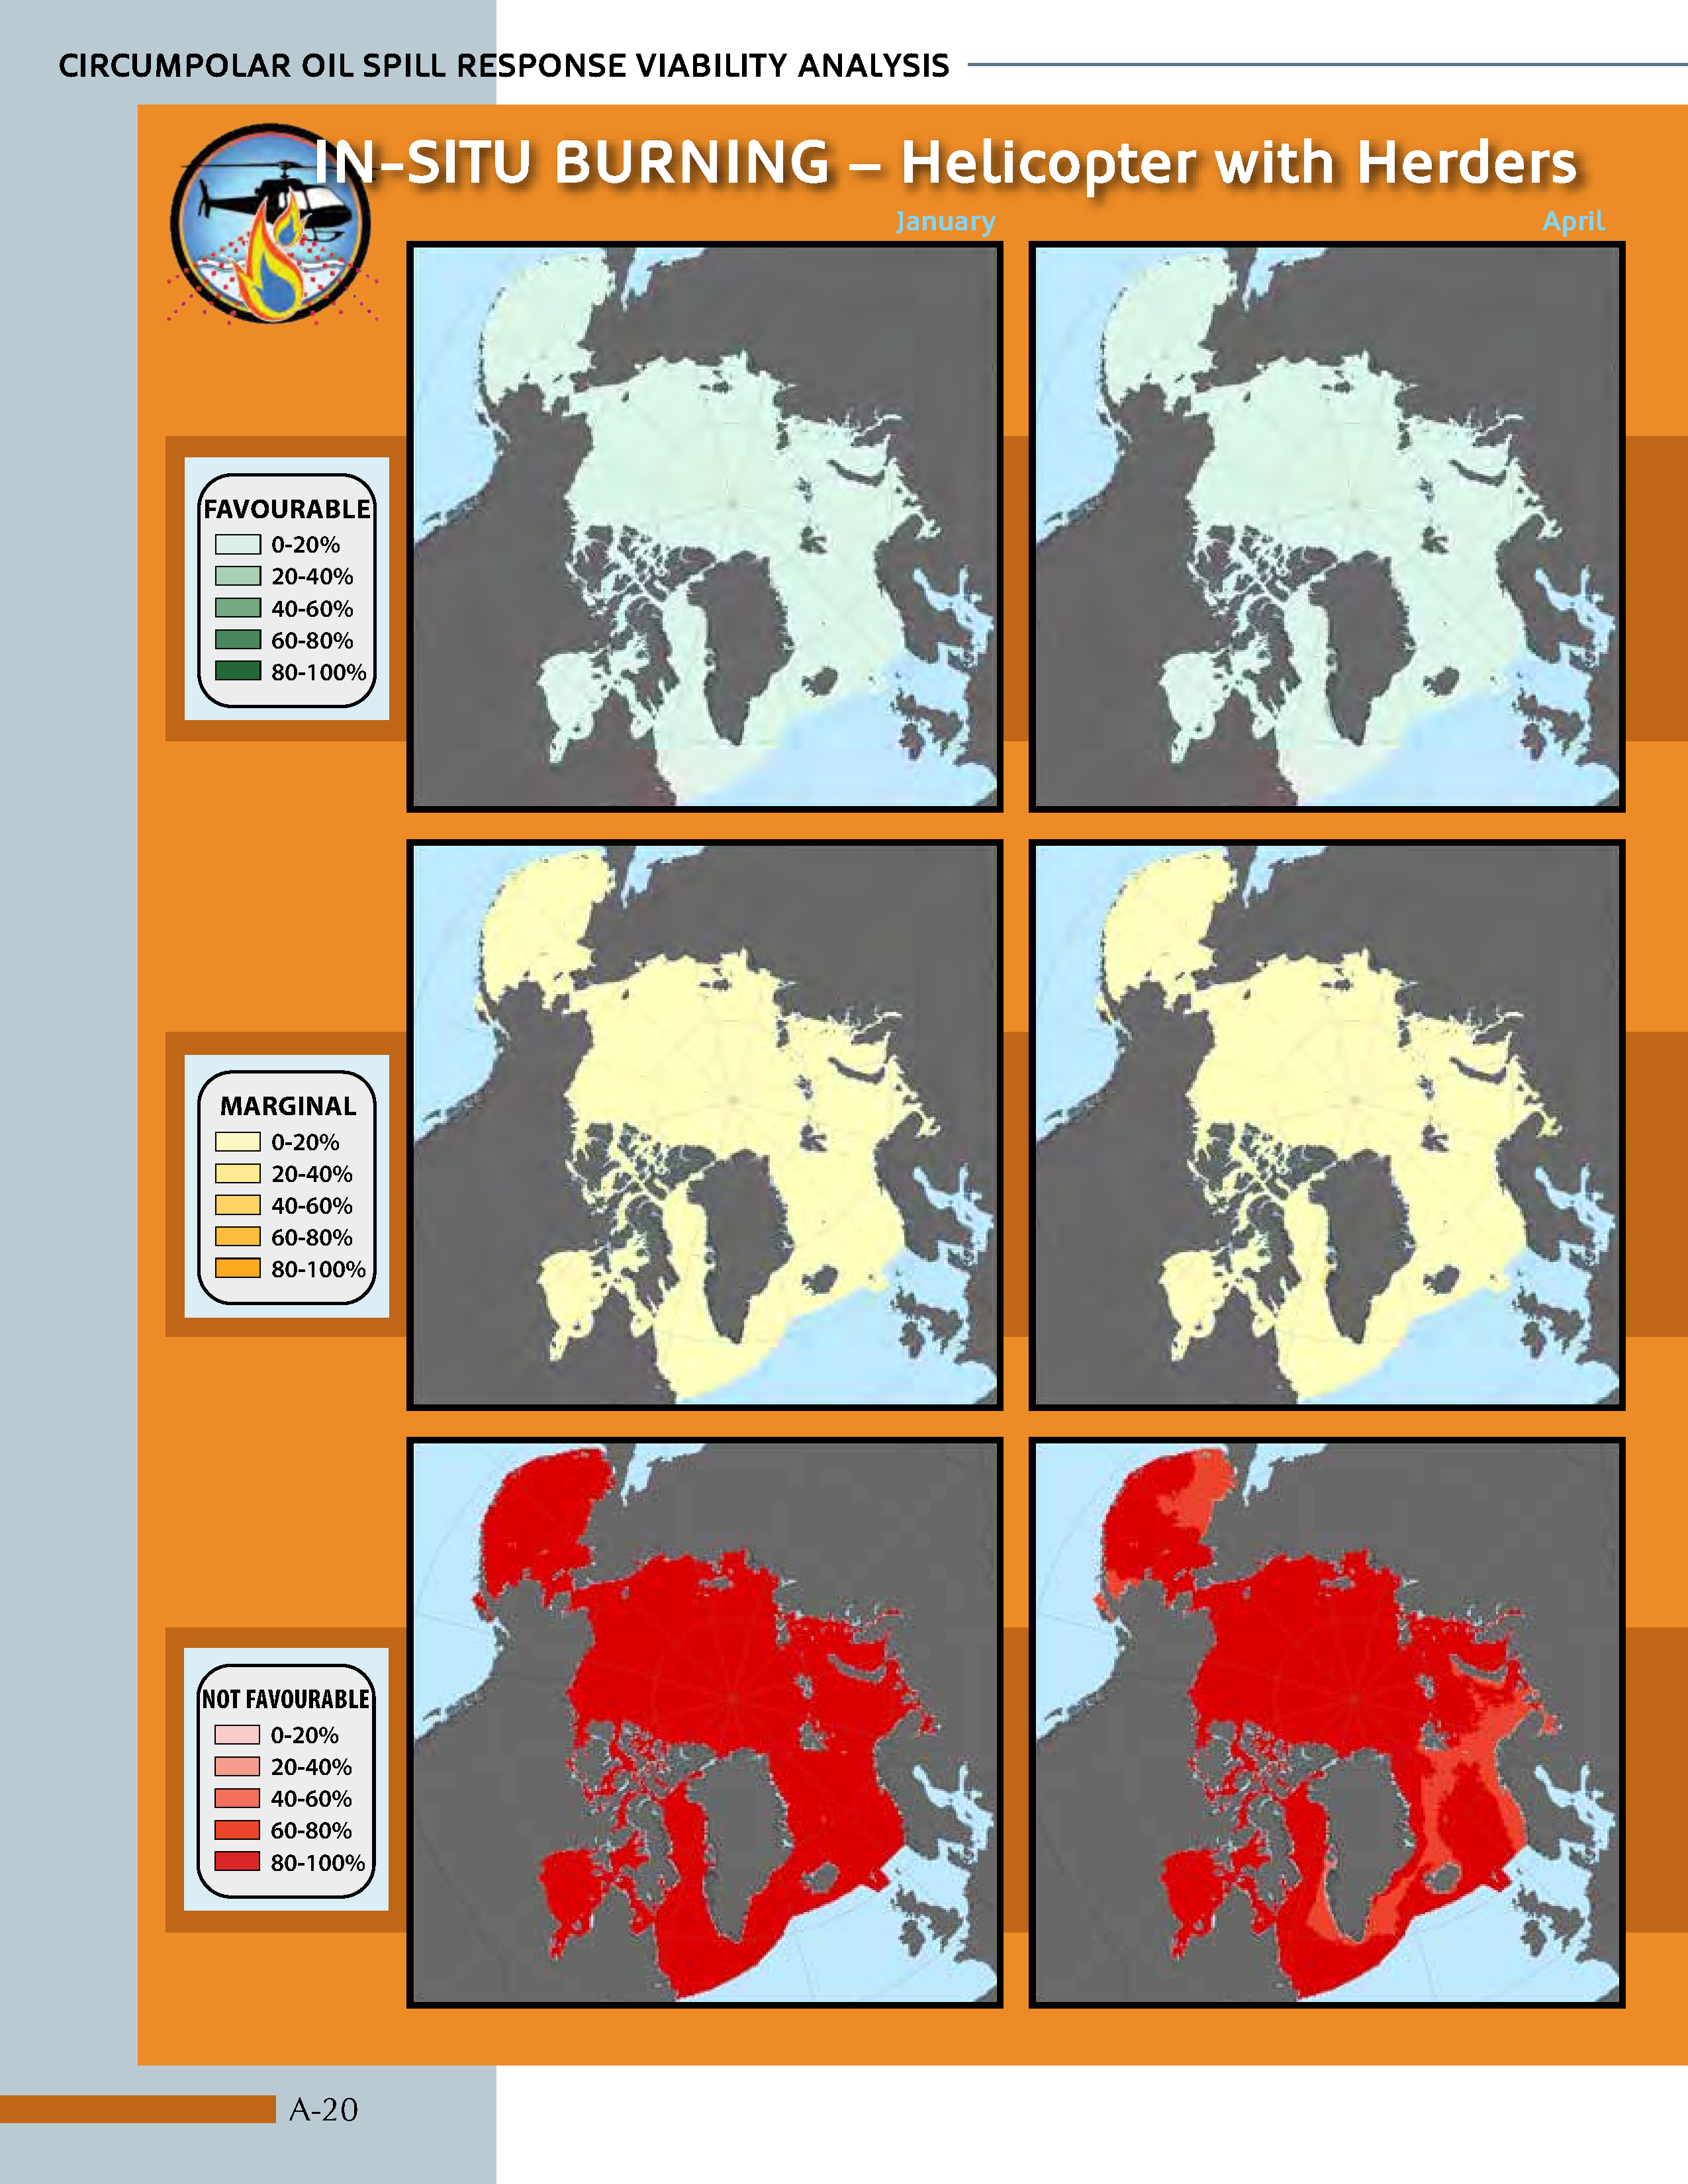 CIRCUMPOLAR OIL SPILL RESPONSE VIABILITY ANALYSIS
IN-SITU BURNING – Helicopter with Herders
January
April
FAVOURABLE
0-20%
20-40%
40-60%
60-80%
80-100%
MARGINAL
0-20%
20-40%
40-60%
60-80%
80-100%
NOT FAVOURABLE
0-20%
20-40%
40-60%
60-80%
80-100%
A-20